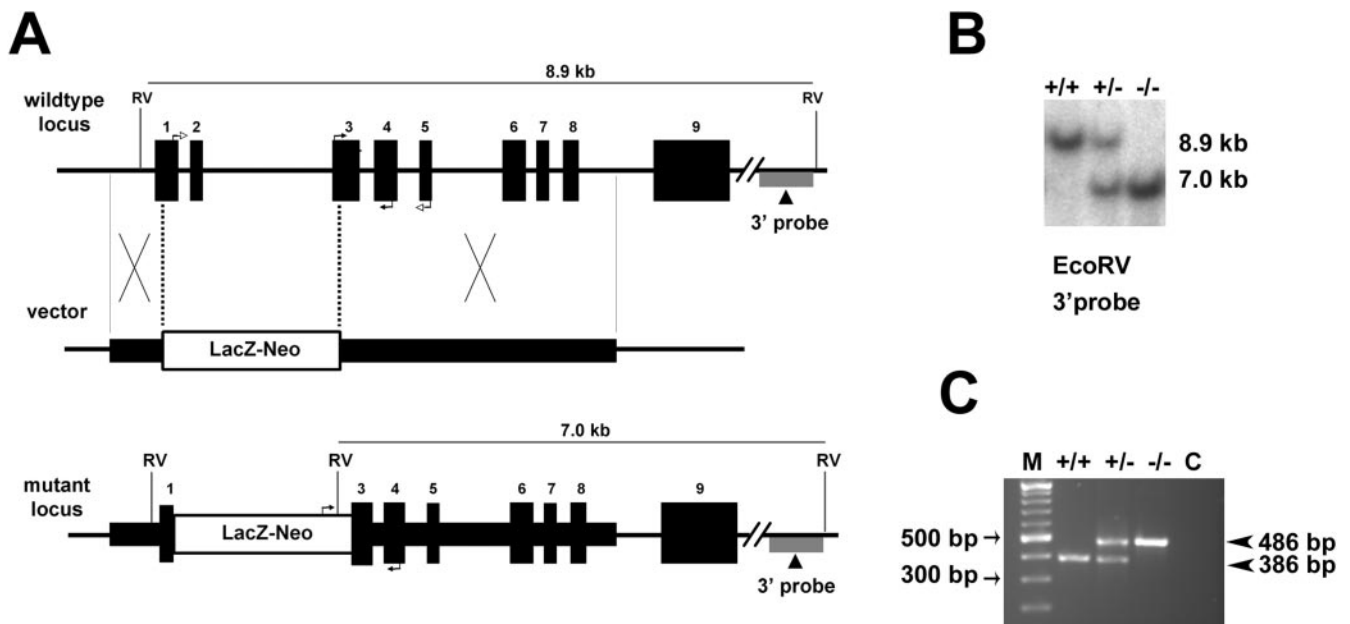 A
8.9 kb
wildtype
locus
RV
RV
1 2 3 4 5 6 7 8 9
3' probe
vector
LacZ-Neo
7.0 kb
mutant
locus
RV RV RV
1 3 4 5 6 7 8 9
LacZ-Neo
3' probe
B
+/+ +/- -/-
8.9 kb
7.0 kb
EcoRV
3'probe
C
M +/+ +/- -/- C
500 bp
300 bp
486 bp
386 bp